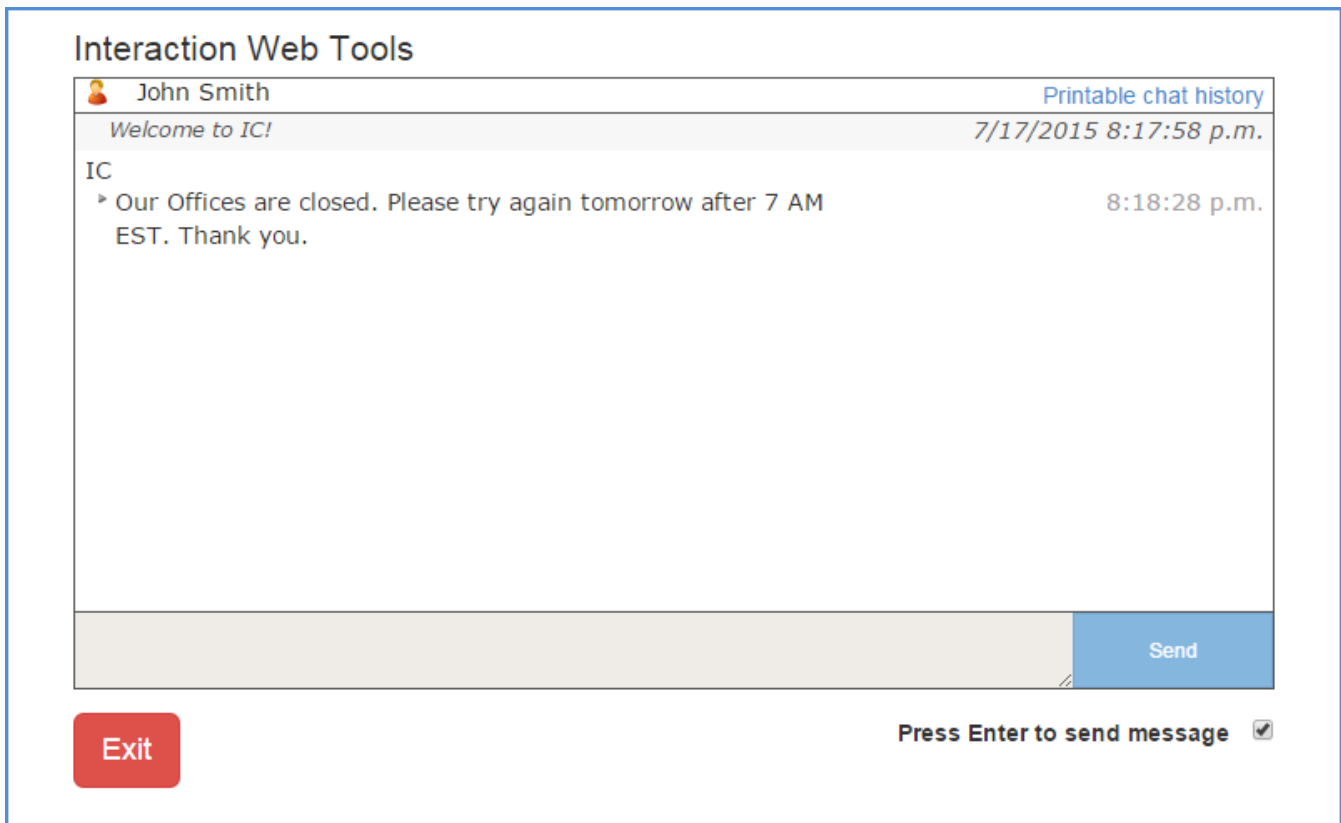 Interaction Web Tools
John Smith
Printable chat history
Welcome to IC!
7/17/2015 8:17:58 p.m.
IC
Our Offices are closed. Please try again tomorrow after 7 AM
8:18:28 p.m.
EST. Thank you.
Send
Exit
Press Enter to send message